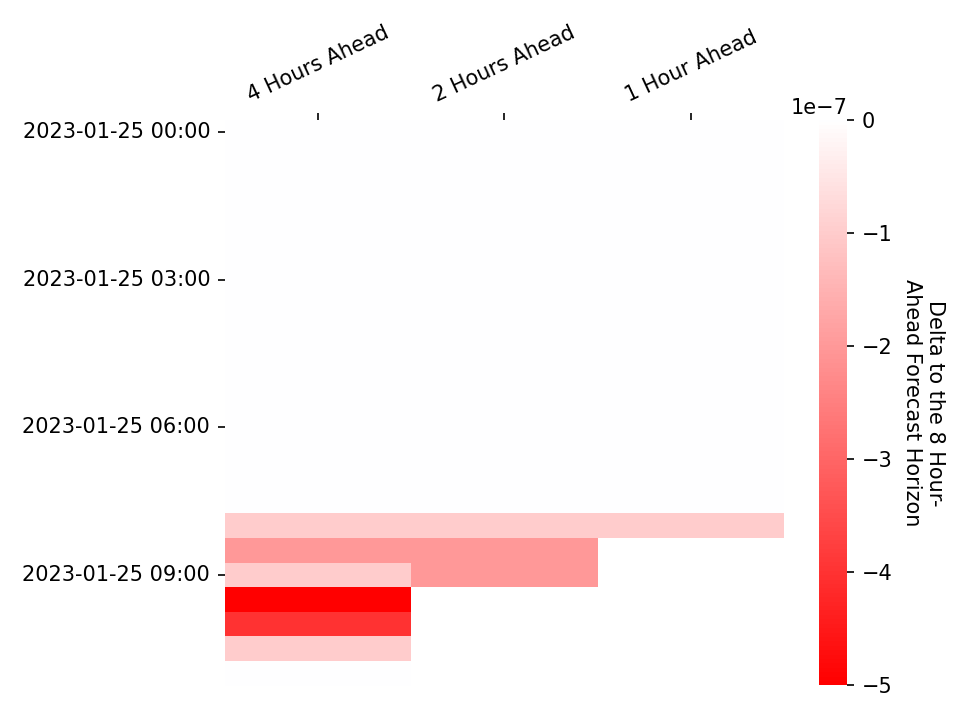 4 Hours Ahead
2 Hours Ahead
1 Hour Ahead
2023-01-25 00:00
2023-01-25 03:00
2023-01-25 06:00
2023-01-25 09:00
1e−7
0
−1
−2
−3
−4
−5
Delta to the 8 Hour-
Ahead Forecast Horizon